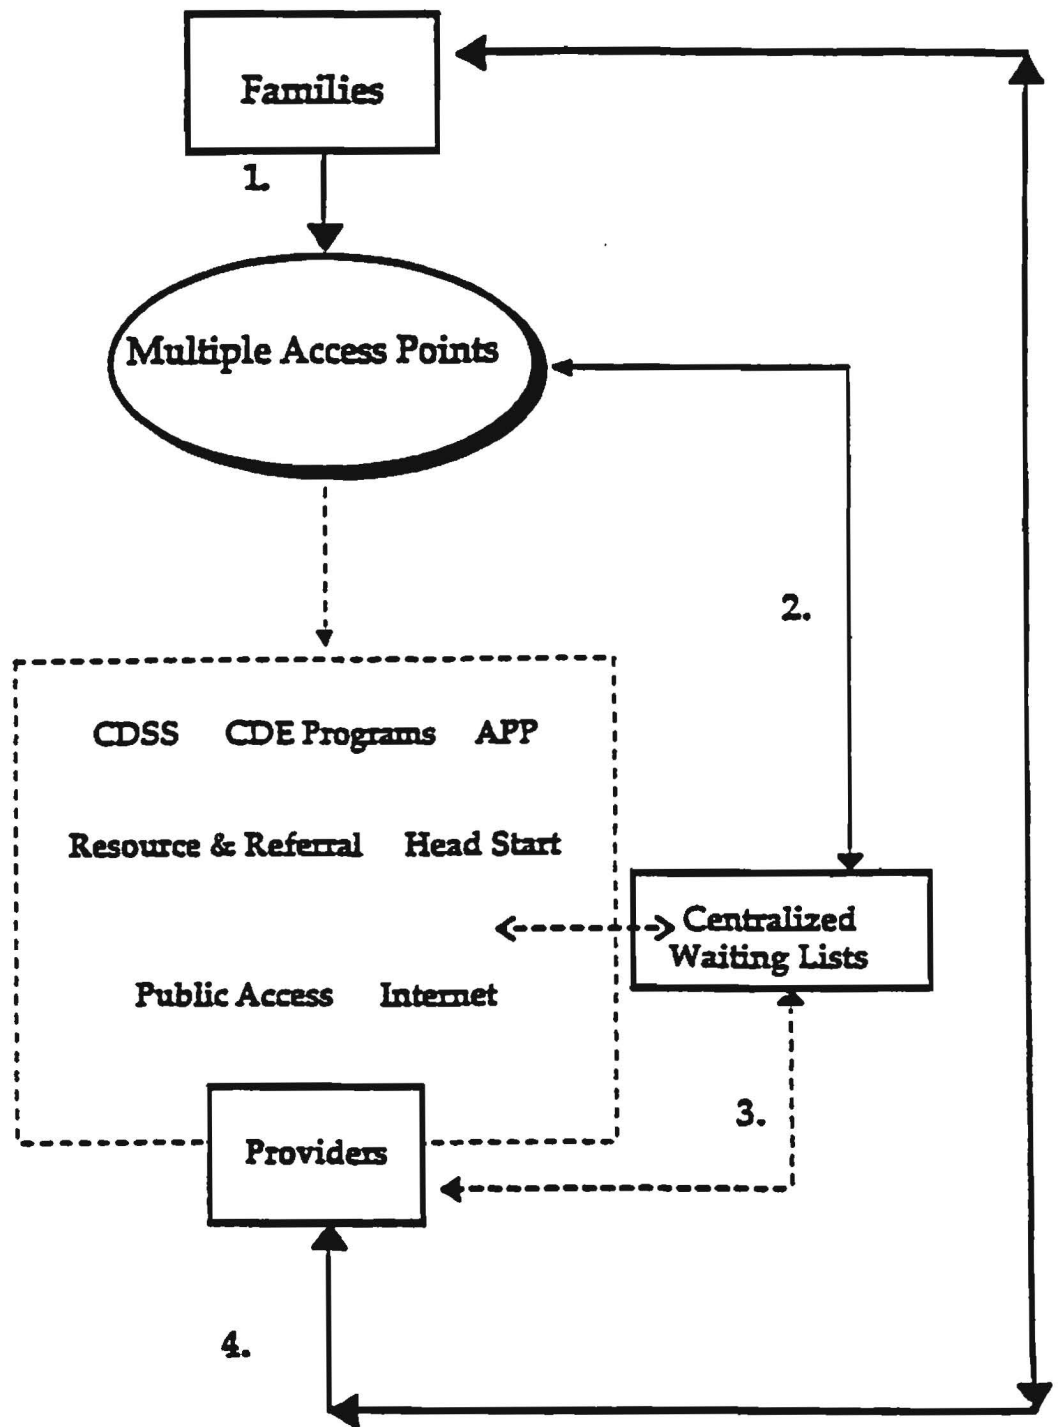 Families
1.
Multiple Access Points
2.
CDSS CDE Programs APP
Resource & Referral Head Start
Centralized
Waiting Lists
Public Access Internet
3.
Providers
4.